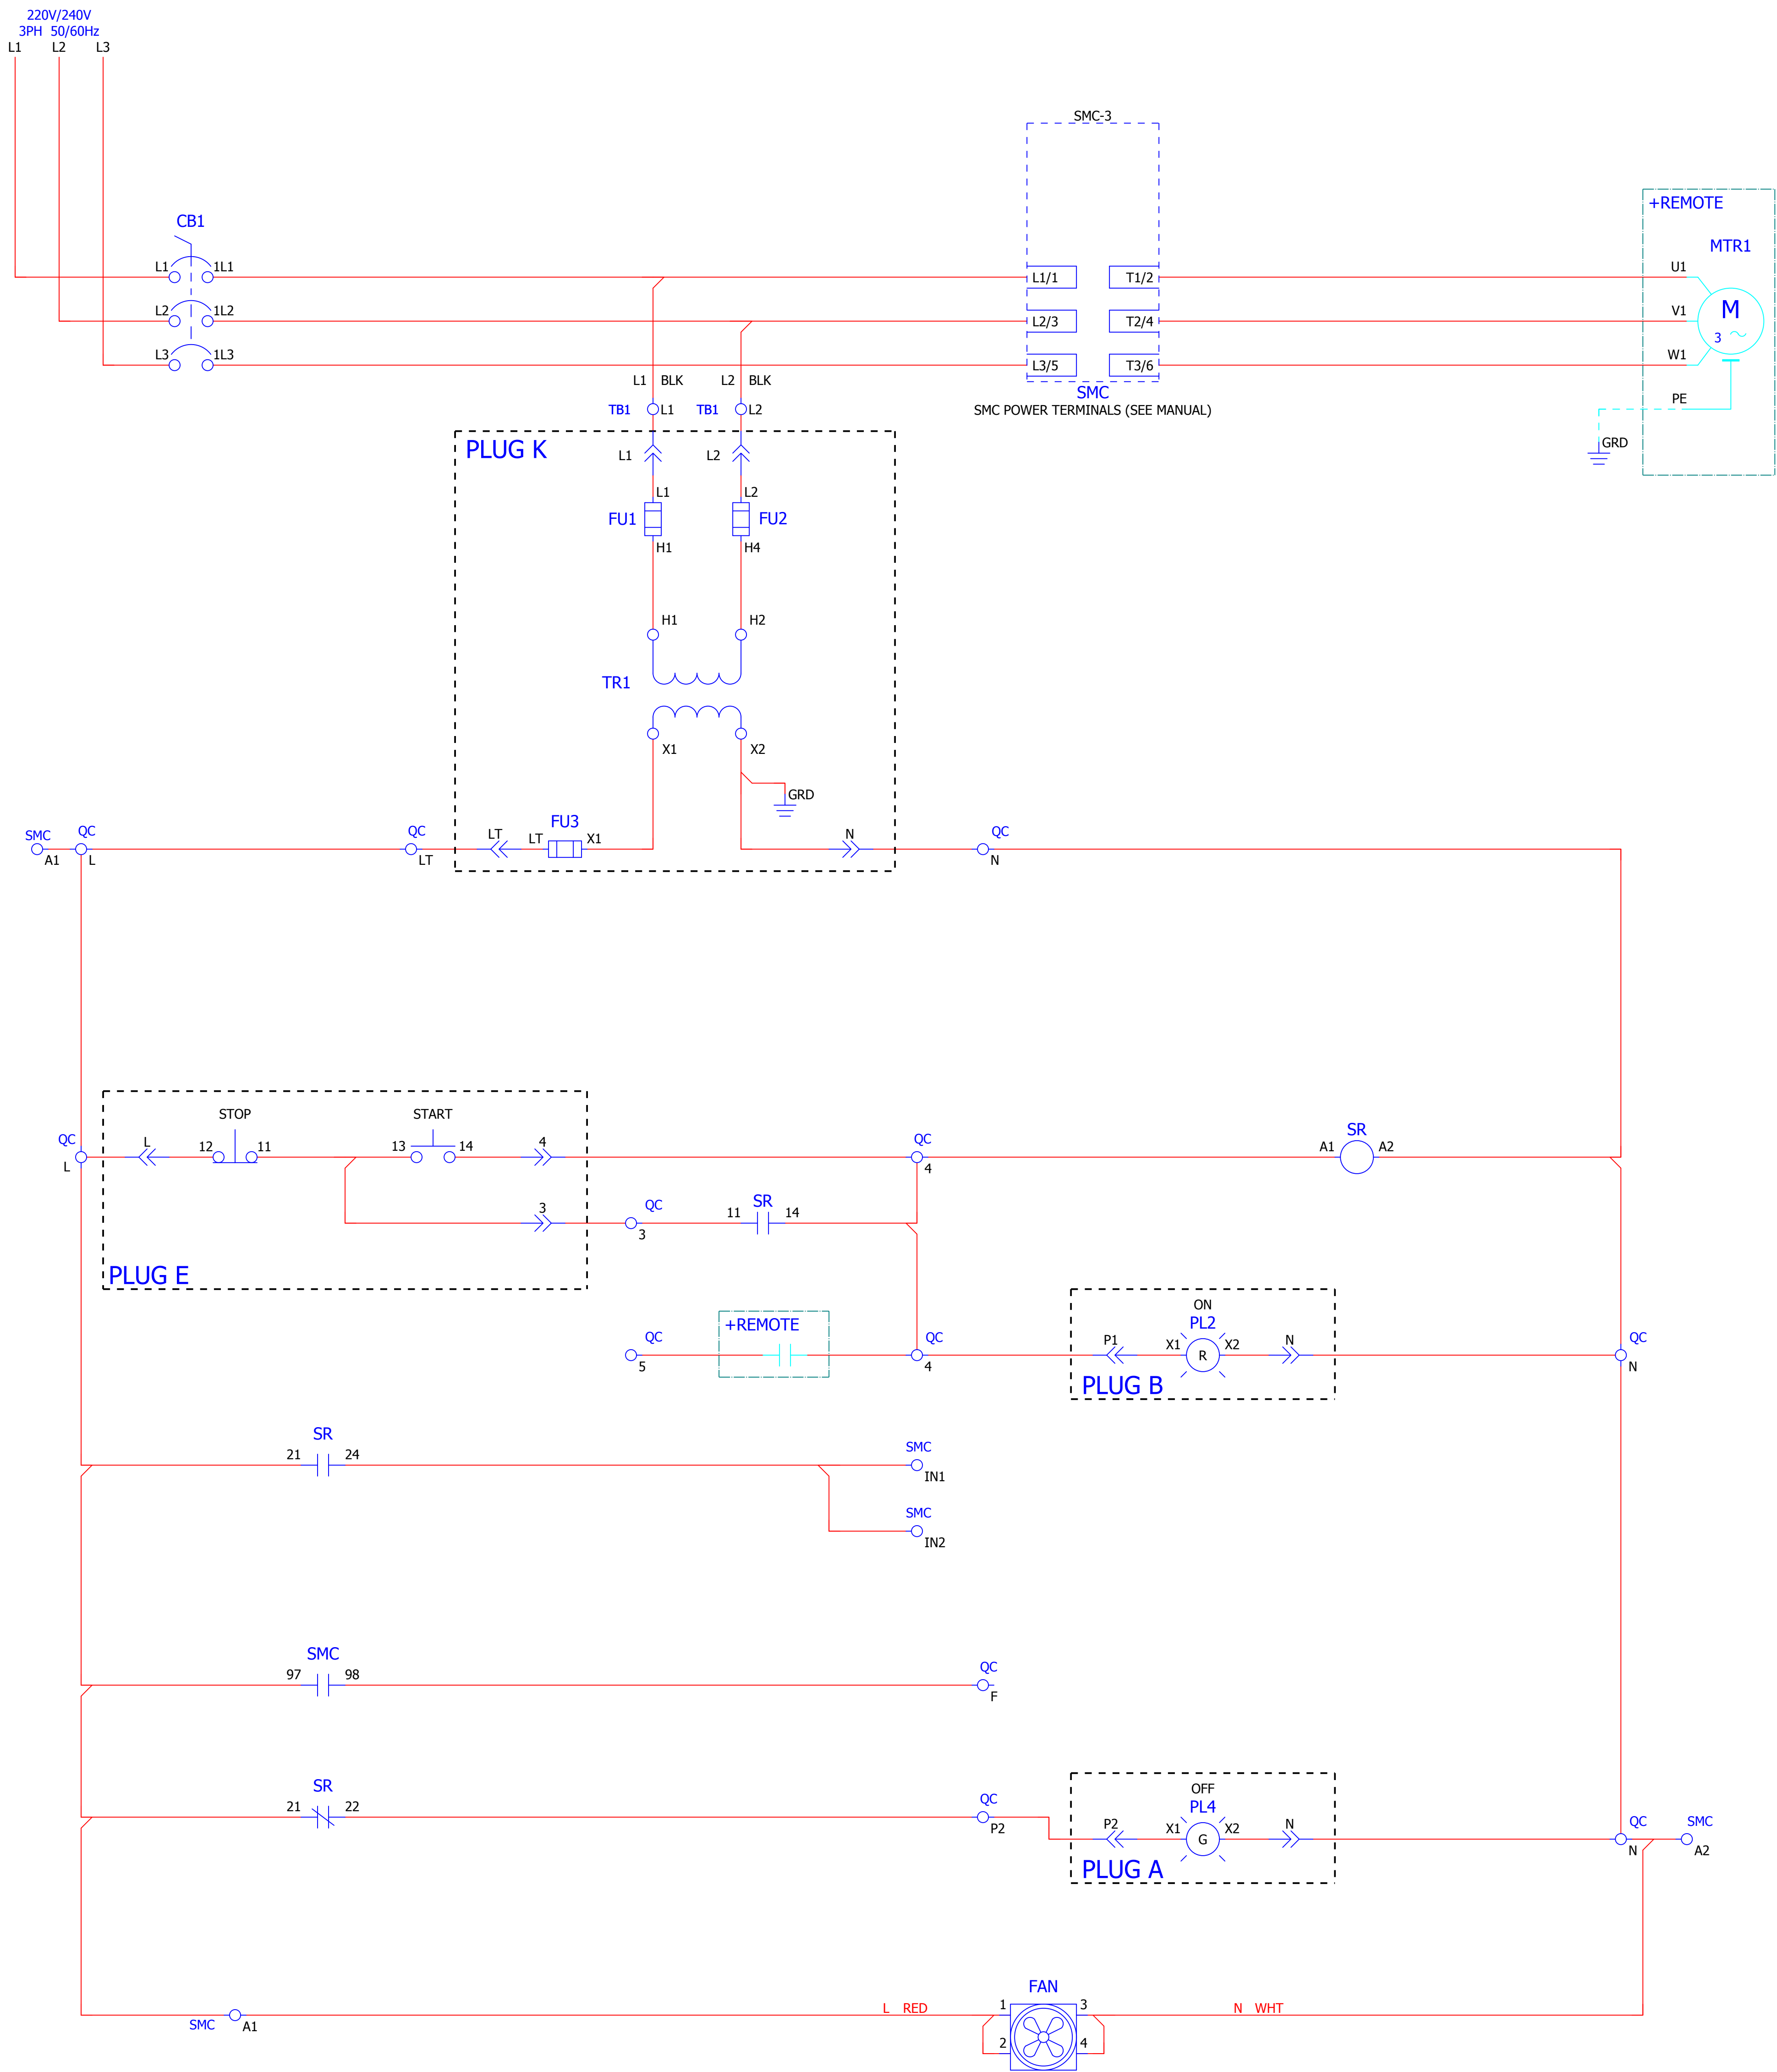 220V/240V
3PH 50/60Hz
L1 L2 L3
SMC-3
+REMOTE
CB1
MTR1
L1 1L1 L1/1 T1/2 U1
L2 1L2 L2/3 T2/4 V1
M
3
L3 1L3 L3/5 T3/6 W1
L1 BLK L2 BLK
SMC
TB1 L1 TB1 L2
SMC POWER TERMINALS (SEE MANUAL)
PE
GRD
PLUG K
L1 L2
L1 L2
FU1 FU2
H1 H4
H1 H2
TR1
X1 X2
GRD
SMC QC QC LT LT FU3 X1 N QC
A1 L LT N
STOP START
QC L 12 11 13 14 4 QC A1 SR A2
L 4
3 QC 11 SR 14
3
PLUG E
ON
+REMOTE PL2
QC QC P1 X1 R X2 N QC
5 4 N
PLUG B
SR SMC
21 24
IN1
SMC
IN2
SMC
97 98 QC
F
SR
21 22 QC
P2
OFF
PL4
P2 X1 G X2 N QC SMC
N A2
PLUG A
FAN
L RED 1 3 N WHT
SMC A1
2 4